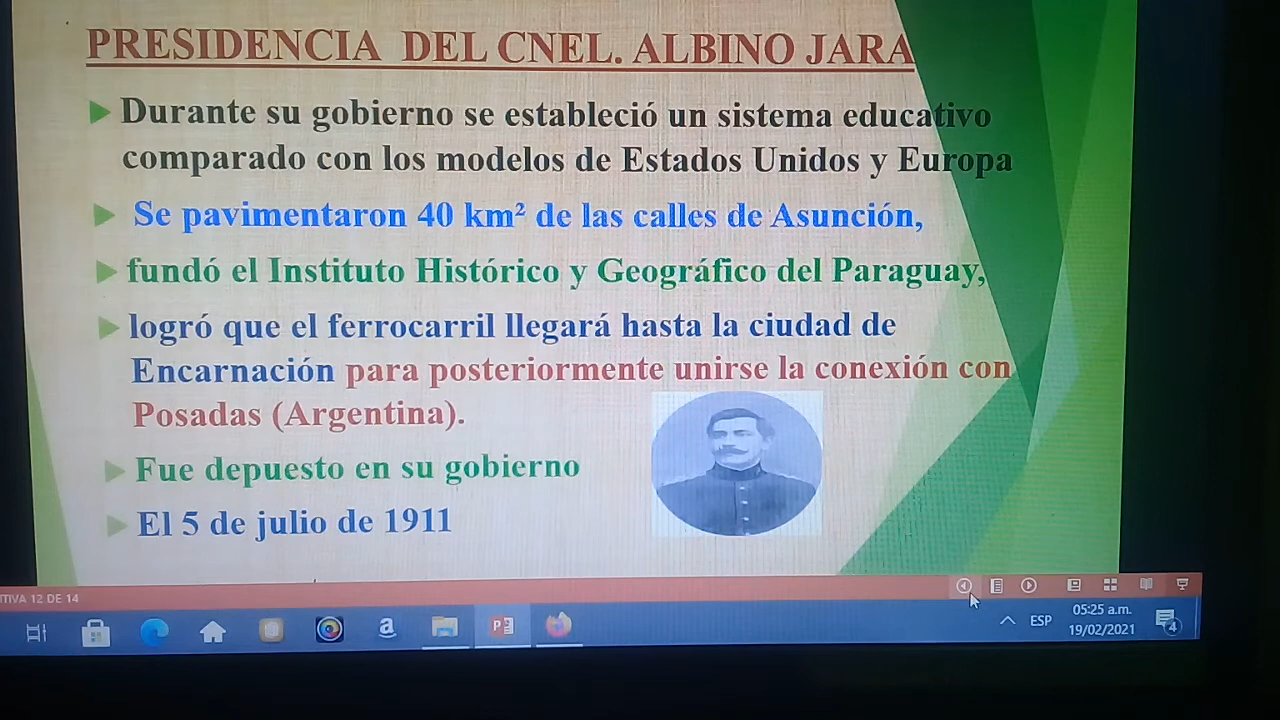 PRESIDENCIA DEL CNEL. ALBINO JARA
Durante su gobierno se estableció un sistema educativo
comparado con los modelos de Estados Unidos y Europa
Se pavimentaron 40 km² de las calles de Asunción,
fundó el Instituto Histórico y Geográfico del Paraguay,
logró que el ferrocarril llegará hasta la ciudad de
Encarnación para posteriormente unirse la conexión con
Posadas (Argentina).
Fue depuesto en su gobierno
El 5 de julio de 1911
TIVA 12 DE 14
ESP
05:25 a.m.
19/02/2021
4